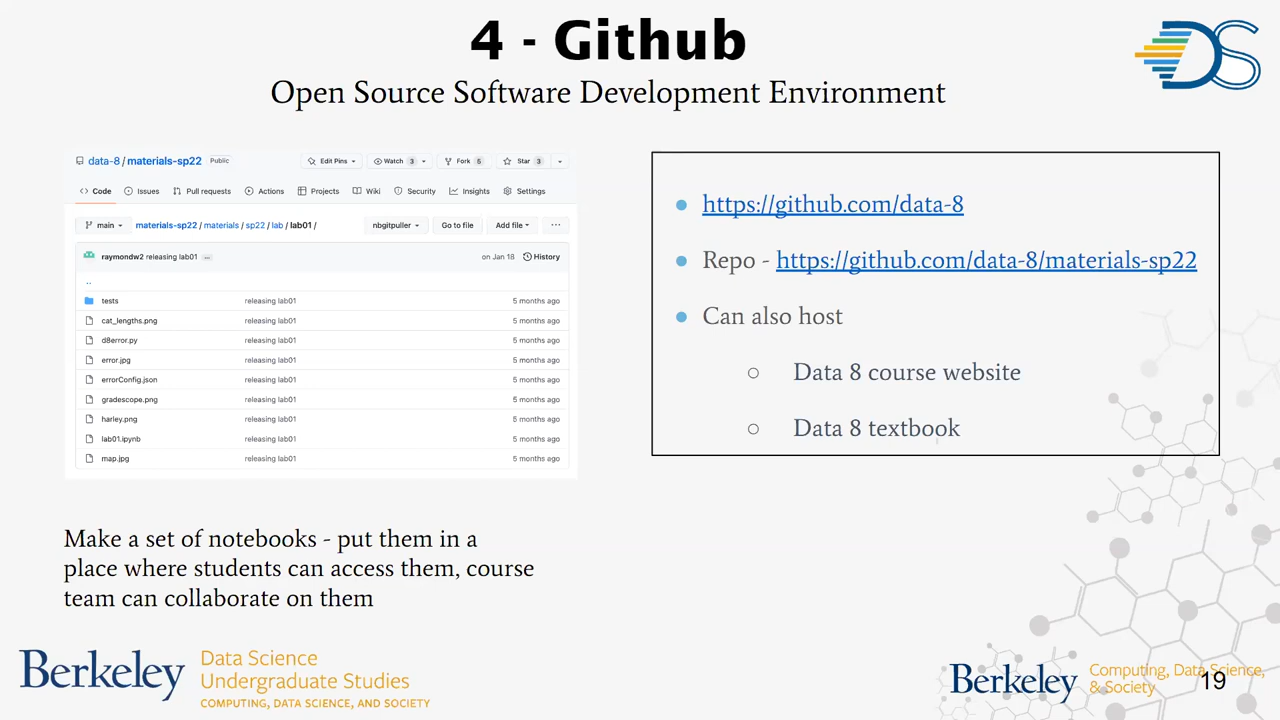 4 - Github
Open Source Software Development Environment
DS
data-8 / materials-sp22 Public
Edit Pins Watch 3 Fork 5 Star 3
Code Issues Pull requests Actions Projects Wiki Security Insights Settings
main materials-sp22 / materials / sp22 / lab / lab01 / nbgitpuller Go to file Add file ...
raymondw2 releasing lab01 ... on Jan 18 History
..
tests releasing lab01 5 months ago
cat_lengths.png releasing lab01 5 months ago
d8error.py releasing lab01 5 months ago
error.jpg releasing lab01 5 months ago
errorConfig.json releasing lab01 5 months ago
gradescope.png releasing lab01 5 months ago
harley.png releasing lab01 5 months ago
lab01.ipynb releasing lab01 5 months ago
map.jpg releasing lab01 5 months ago
● https://github.com/data-8
● Repo - https://github.com/data-8/materials-sp22
● Can also host
○ Data 8 course website
○ Data 8 textbook
Make a set of notebooks - put them in a
place where students can access them, course
team can collaborate on them
Berkeley
Data Science
Undergraduate Studies
COMPUTING, DATA SCIENCE, AND SOCIETY
Berkeley
Computing, Data Science,
& Society
19